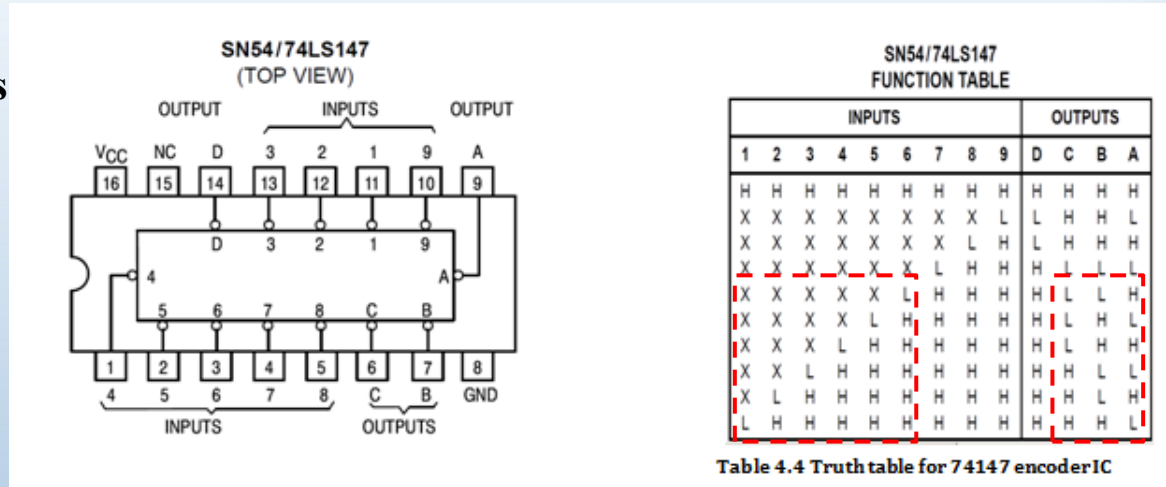 s
SN54/74LS147
(TOP VIEW)
OUTPUT INPUTS OUTPUT
VCC NC D 3 2 1 9 A
16 15 14 13 12 11 10 9
D 3 2 1 9
4 A
5 6 7 8 C B
1 2 3 4 5 6 7 8
4 5 6 7 8 C B GND
INPUTS OUTPUTS
SN54/74LS147
FUNCTION TABLE
INPUTS OUTPUTS
1 2 3 4 5 6 7 8 9 D C B A
H H H H H H H H H H H H H
X X X X X X X X L L H H L
X X X X X X X L H L H H H
X X X X X X L H H H L L L
X X X X X L H H H H L L H
X X X X L H H H H H L H L
X X X L H H H H H H L H H
X X L H H H H H H H H L L
X L H H H H H H H H H L H
L H H H H H H H H H H H L
Table 4.4 Truth table for 74147 encoder IC